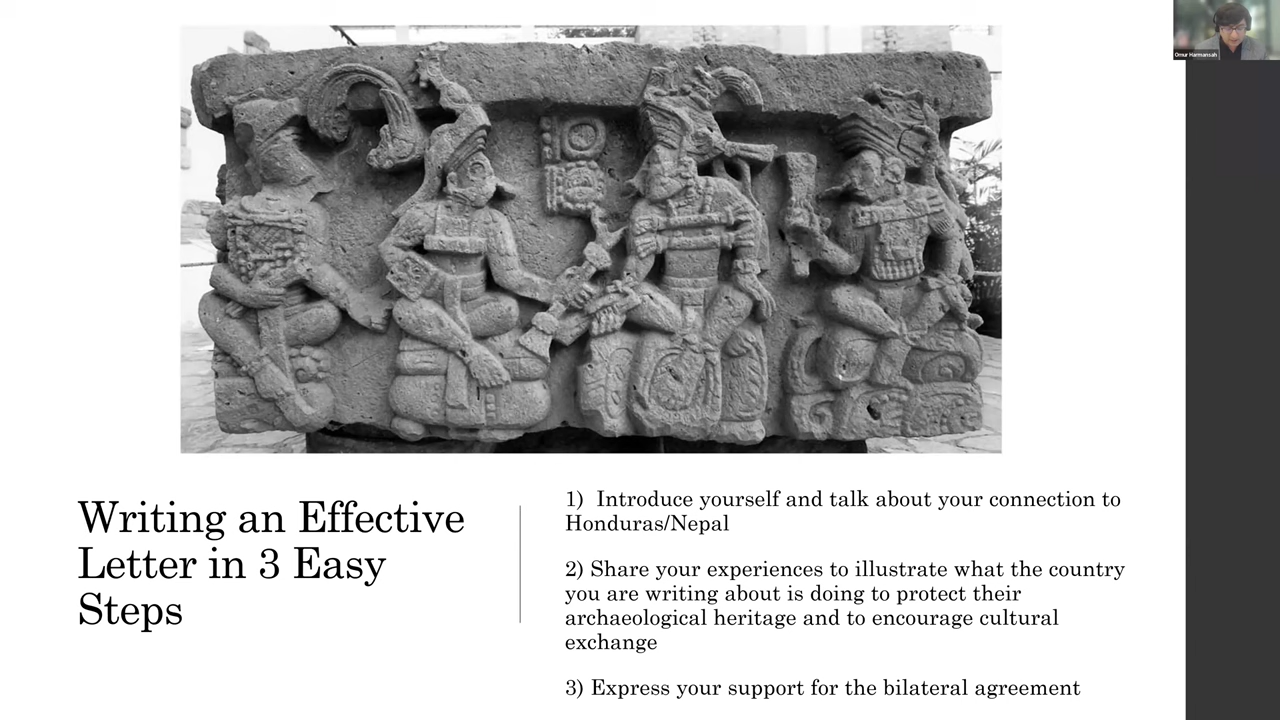 Omur Harmansah
Writing an Effective
Letter in 3 Easy
Steps
1) Introduce yourself and talk about your connection to
Honduras/Nepal
2) Share your experiences to illustrate what the country
you are writing about is doing to protect their
archaeological heritage and to encourage cultural
exchange
3) Express your support for the bilateral agreement